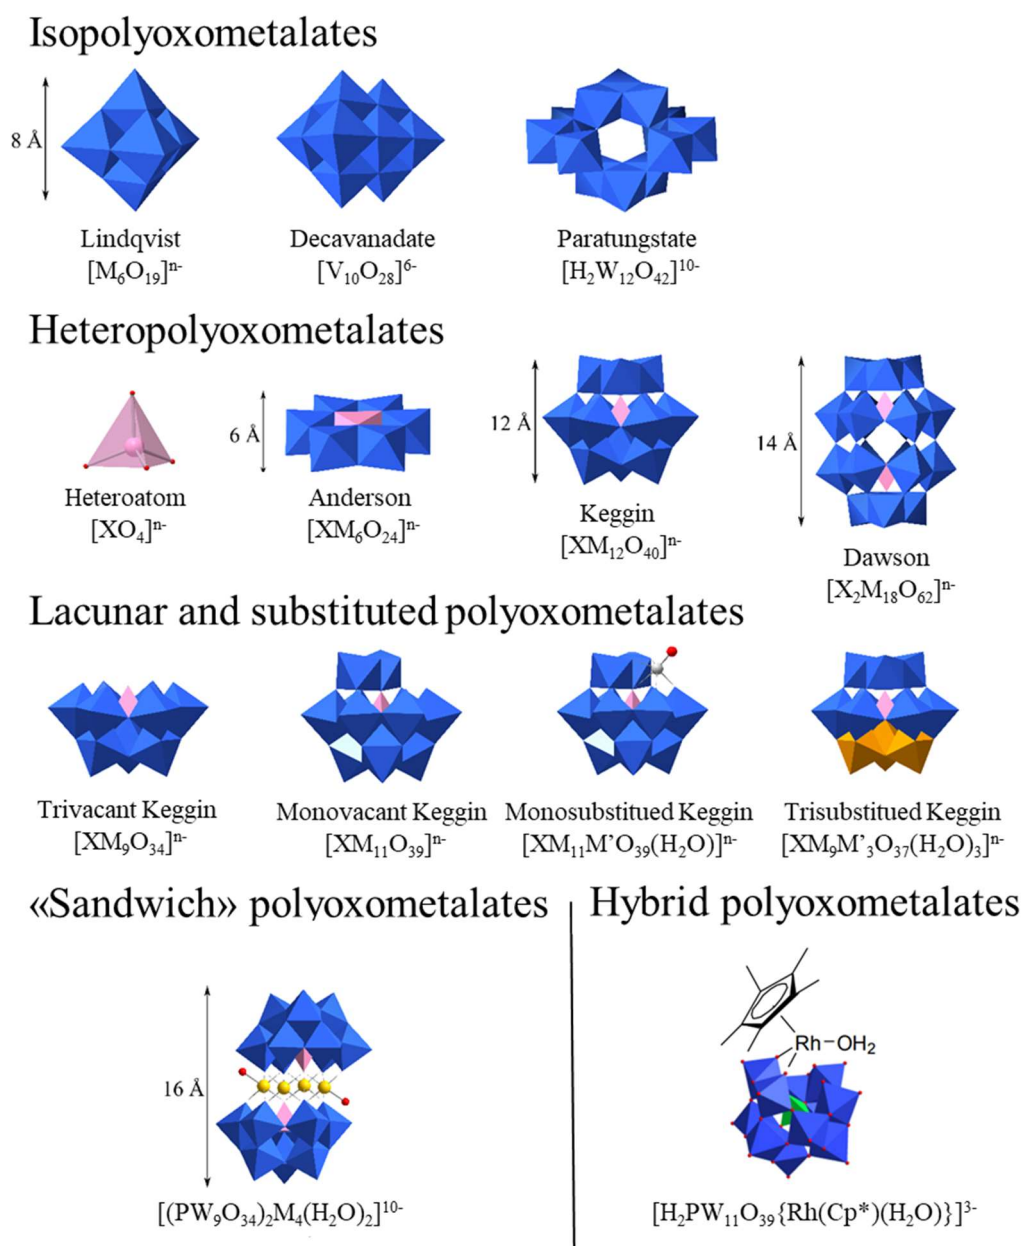 Isopolyoxometalates
8 Å
Lindqvist
[M₆O₁₉]ⁿ⁻
Decavanadate
[V₁₀O₂₈]⁶⁻
Paratungstate
[H₂W₁₂O₄₂]¹⁰⁻
Heteropolyoxometalates
Heteroatom
[XO₄]ⁿ⁻
6 Å
Anderson
[XM₆O₂₄]ⁿ⁻
12 Å
Keggin
[XM₁₂O₄₀]ⁿ⁻
14 Å
Dawson
[X₂M₁₈O₆₂]ⁿ⁻
Lacunar and substituted polyoxometalates
Trivacant Keggin
[XM₉O₃₄]ⁿ⁻
Monovacant Keggin
[XM₁₁O₃₉]ⁿ⁻
Monosubstitued Keggin
[XM₁₁M’O₃₉(H₂O)]ⁿ⁻
Trisubstitued Keggin
[XM₉M’₃O₃₇(H₂O)₃]ⁿ⁻
«Sandwich» polyoxometalates
16 Å
[(PW₉O₃₄)₂M₄(H₂O)₂]¹⁰⁻
Hybrid polyoxometalates
Rh–OH₂
[H₂PW₁₁O₃₉{Rh(Cp*)(H₂O)}]³⁻